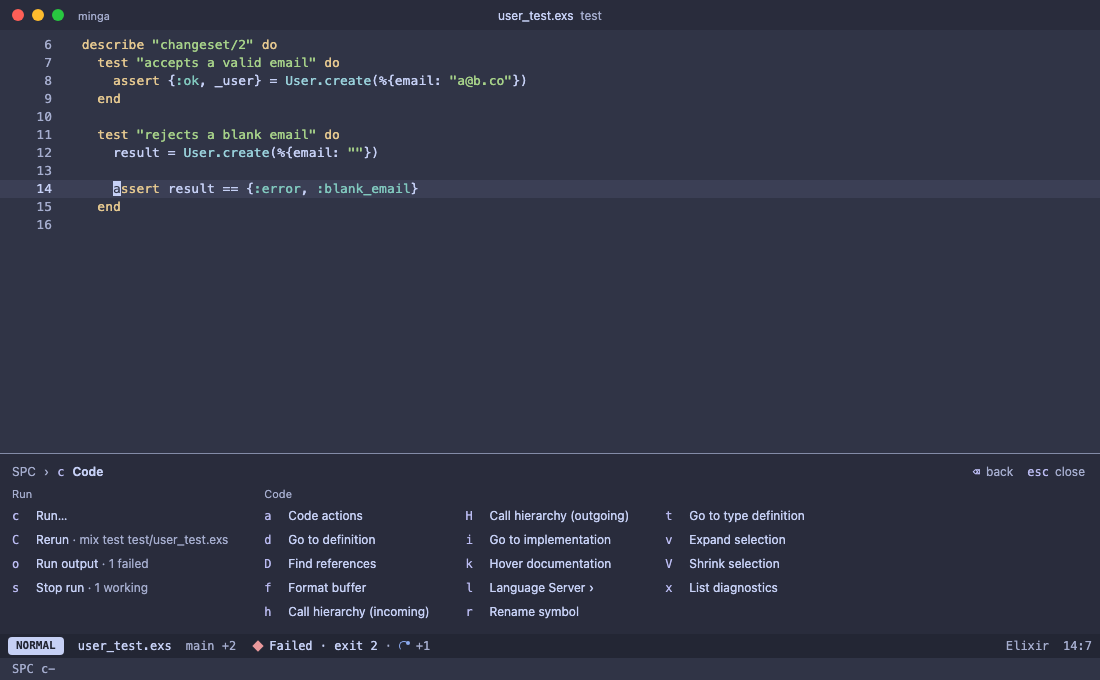 minga
user_test.exs test
6 describe "changeset/2" do
7 test "accepts a valid email" do
8 assert {:ok, _user} = User.create(%{email: "a@b.co"})
9 end
10
11 test "rejects a blank email" do
12 result = User.create(%{email: ""})
13
14 assert result == {:error, :blank_email}
15 end
16
SPC › c Code
⌫ back esc close
Run
c Run…
C Rerun · mix test test/user_test.exs
o Run output · 1 failed
s Stop run · 1 working
Code
a Code actions
d Go to definition
D Find references
f Format buffer
h Call hierarchy (incoming)
H Call hierarchy (outgoing)
i Go to implementation
k Hover documentation
l Language Server ›
r Rename symbol
t Go to type definition
v Expand selection
V Shrink selection
x List diagnostics
NORMAL user_test.exs main +2 ◆ Failed · exit 2 · +1 Elixir 14:7
SPC c–